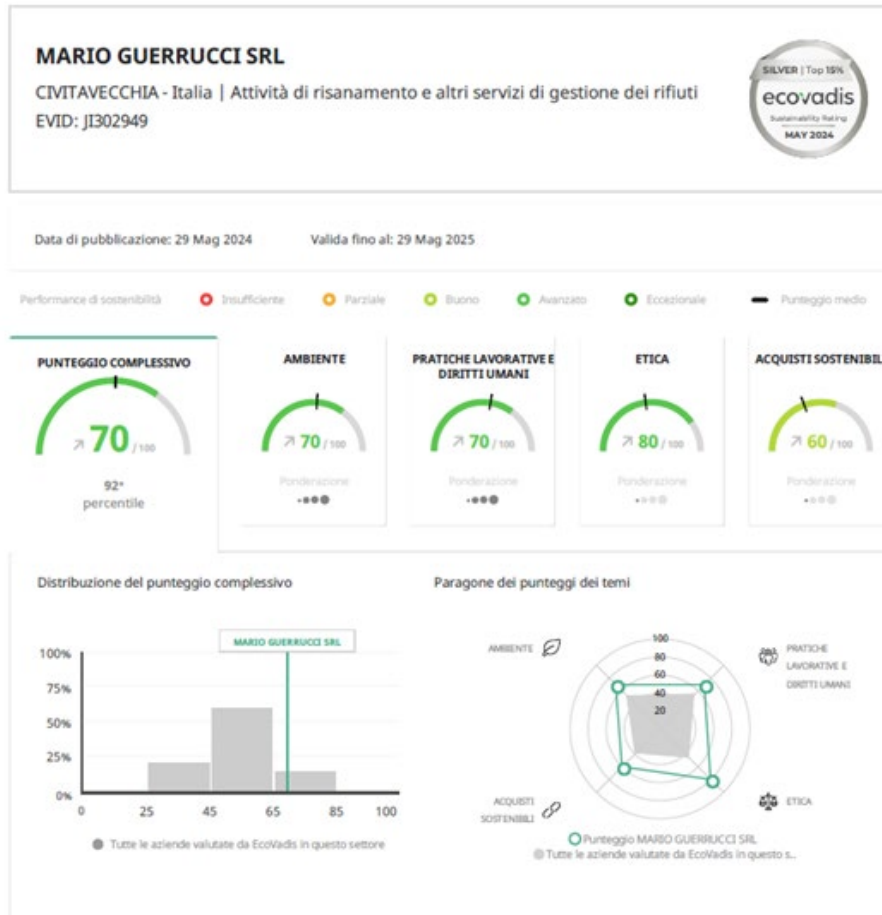 MARIO GUERRUCCI SRL
CIVITAVECCHIA - Italia | Attività di risanamento e altri servizi di gestione dei rifiuti
EVID: JI302949
SILVER | Top 15%
ecovadis
Sustainability Rating
MAY 2024
Data di pubblicazione: 29 Mag 2024 Valida fino al: 29 Mag 2025
Performance di sostenibilità Insufficiente Parziale Buono Avanzato Eccezionale Punteggio medio
PUNTEGGIO COMPLESSIVO
70 /100
92°
percentile
AMBIENTE
70 /100
Ponderazione
PRATICHE LAVORATIVE E
DIRITTI UMANI
70 /100
Ponderazione
ETICA
80 /100
Ponderazione
ACQUISTI SOSTENIBIL
60 /100
Ponderazione
Distribuzione del punteggio complessivo
MARIO GUERRUCCI SRL
100%
75%
50%
25%
0%
0 25 45 65 85 100
Tutte le aziende valutate da EcoVadis in questo settore
Paragone dei punteggi dei temi
AMBIENTE
PRATICHE
LAVORATIVE E
DIRITTI UMANI
100
80
60
40
20
ACQUISTI
SOSTENIBILI
ETICA
Punteggio MARIO GUERRUCCI SRL
Tutte le aziende valutate da EcoVadis in questo s...